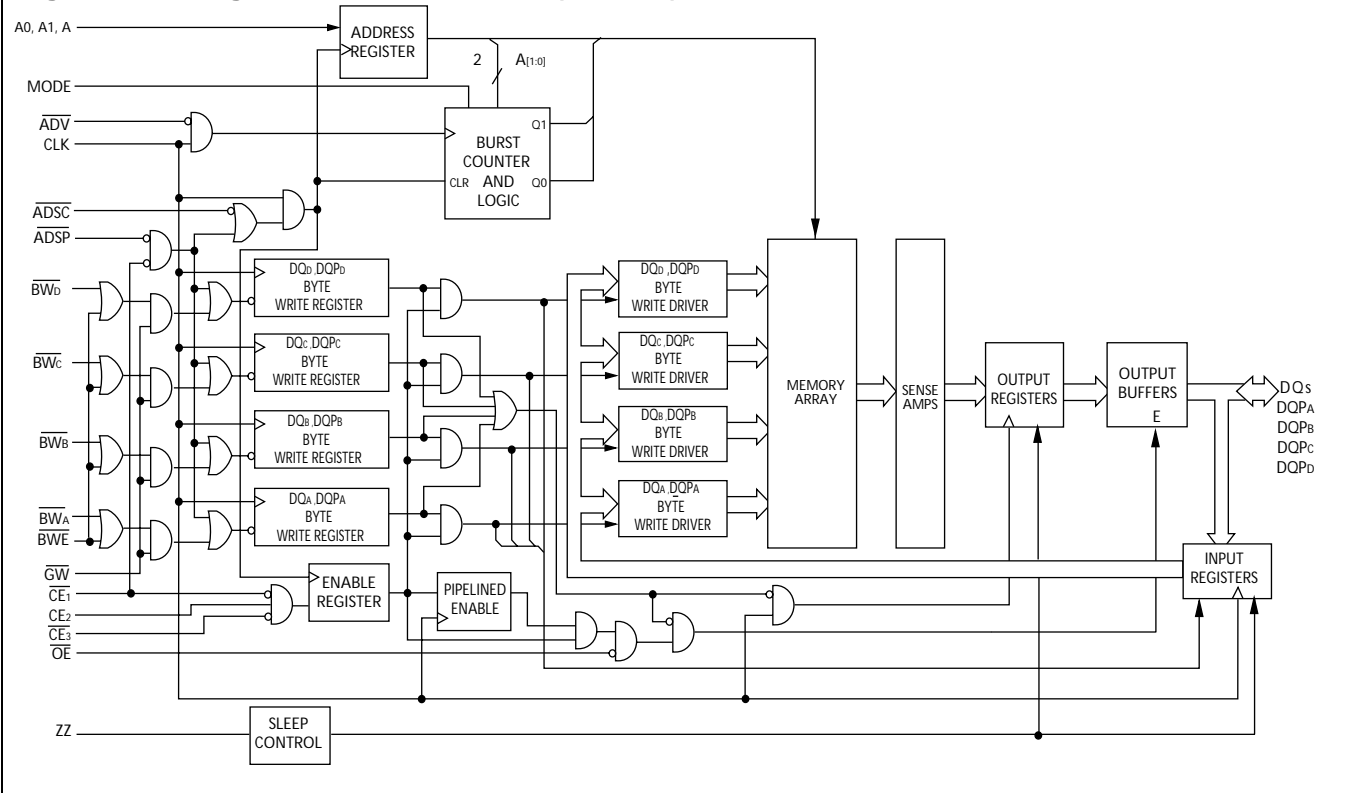 A0, A1, A
ADDRESS
REGISTER
2 A[1:0]
MODE
ADV
CLK
Q1
BURST
COUNTER
AND
LOGIC
CLR
Q0
ADSC
ADSP
BWD
BWC
BWB
BWA
BWE
GW
CE1
CE2
CE3
OE
ZZ
DQD ,DQPD
BYTE
WRITE REGISTER
DQC ,DQPC
BYTE
WRITE REGISTER
DQB ,DQPB
BYTE
WRITE REGISTER
DQA ,DQPA
BYTE
WRITE REGISTER
ENABLE
REGISTER
PIPELINED
ENABLE
SLEEP
CONTROL
DQD ,DQPD
BYTE
WRITE DRIVER
DQC ,DQPC
BYTE
WRITE DRIVER
DQB ,DQPB
BYTE
WRITE DRIVER
DQA ,DQPA
BYTE
WRITE DRIVER
MEMORY
ARRAY
SENSE
AMPS
OUTPUT
REGISTERS
OUTPUT
BUFFERS
E
DQs
DQPA
DQPB
DQPC
DQPD
INPUT
REGISTERS